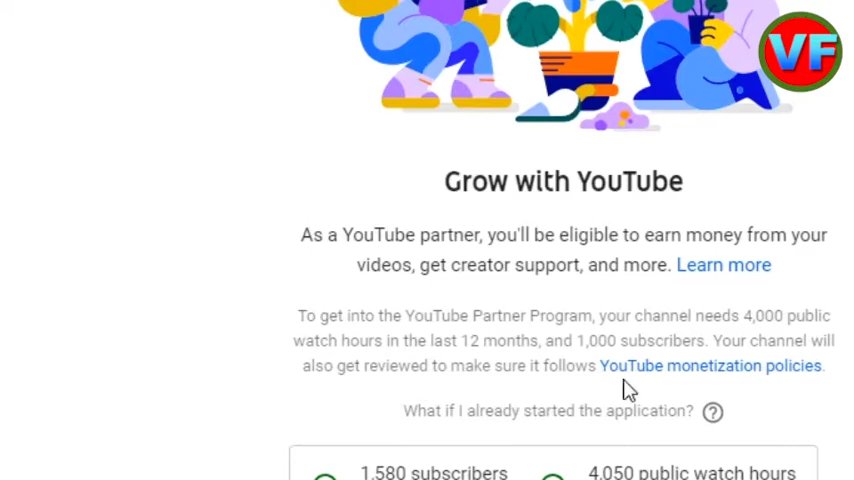 VF
Grow with YouTube
As a YouTube partner, you'll be eligible to earn money from your
videos, get creator support, and more. Learn more
To get into the YouTube Partner Program, your channel needs 4,000 public
watch hours in the last 12 months, and 1,000 subscribers. Your channel will
also get reviewed to make sure it follows YouTube monetization policies.
What if I already started the application? ?
1,580 subscribers 4,050 public watch hours